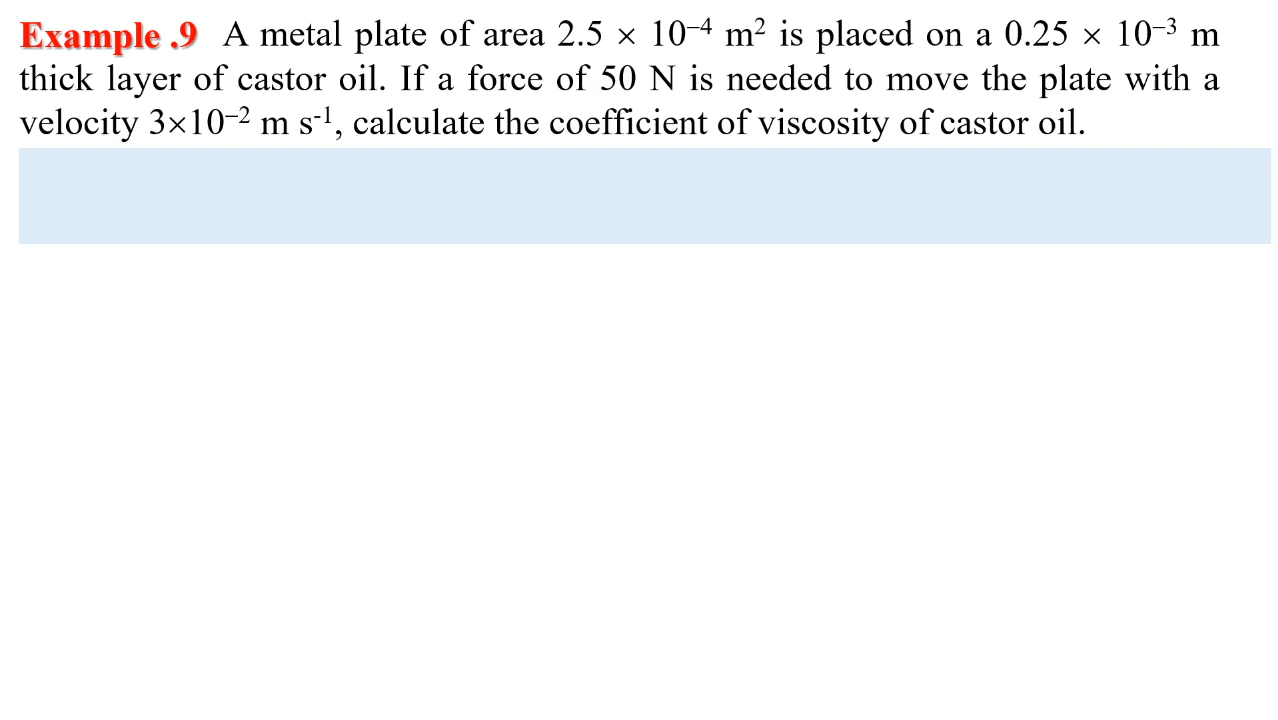 Example .9 A metal plate of area 2.5 × 10⁻⁴ m² is placed on a 0.25 × 10⁻³ m
thick layer of castor oil. If a force of 50 N is needed to move the plate with a
velocity 3×10⁻² m s⁻¹, calculate the coefficient of viscosity of castor oil.